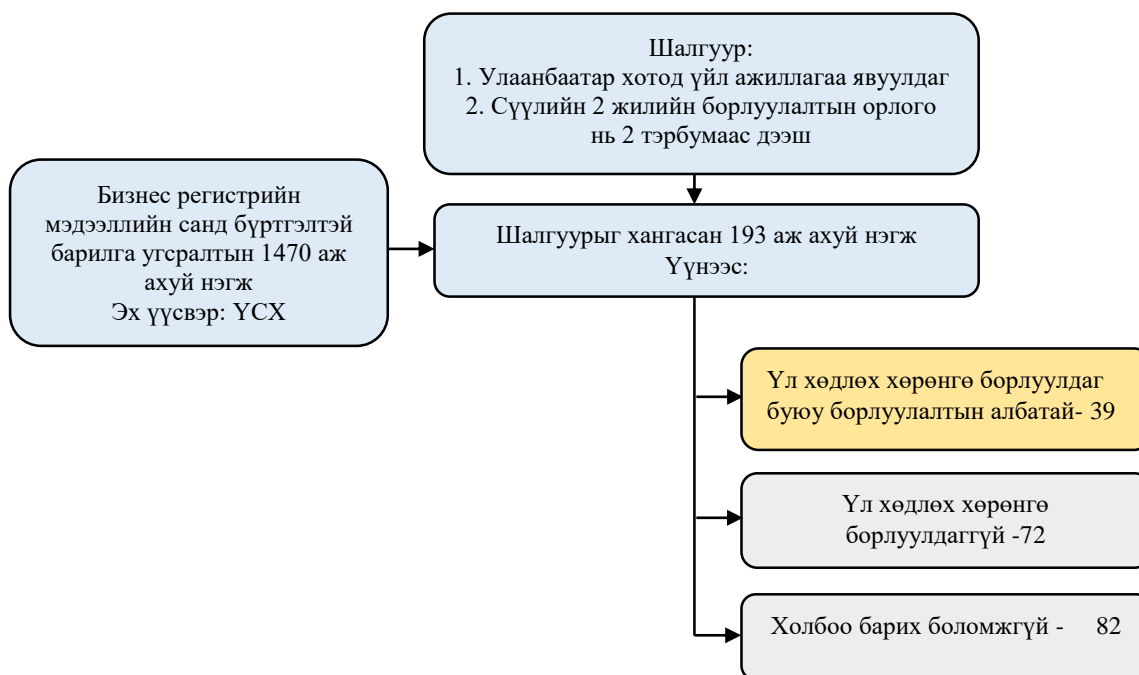 Шалгуур:
1. Улаанбаатар хотод үйл ажиллагаа явуулдаг
2. Сүүлийн 2 жилийн борлуулалтын орлого
нь 2 тэрбумаас дээш
Бизнес регистрийн
мэдээллийн санд бүртгэлтэй
барилга угсралтын 1470 аж
ахуй нэгж
Эх үүсвэр: ҮСХ
Шалгуурыг хангасан 193 аж ахуй нэгж
Үүнээс:
Үл хөдлөх хөрөнгө борлуулдаг
буюу борлуулалтын албатай- 39
Үл хөдлөх хөрөнгө
борлуулдаггүй -72
Холбоо барих боломжгүй - 82